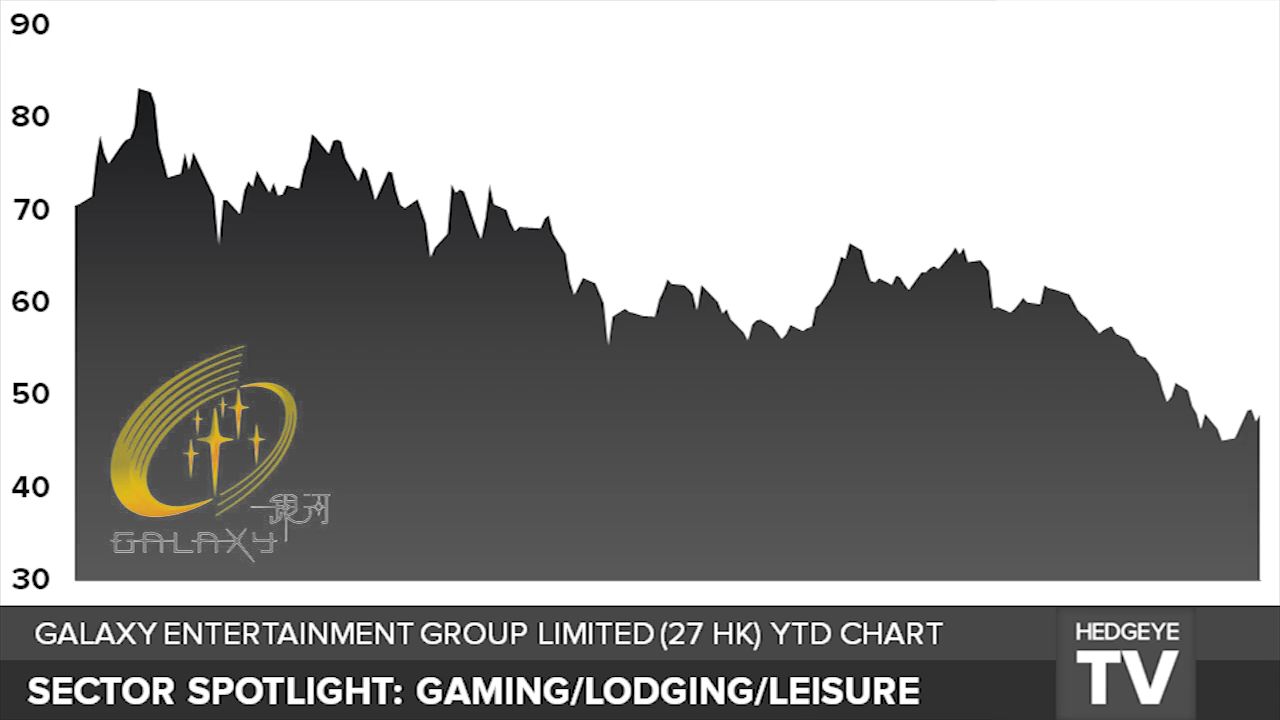 90
80
70
60
50
40
30
銀河
GALAXY
GALAXY ENTERTAINMENT GROUP LIMITED (27 HK) YTD CHART
SECTOR SPOTLIGHT: GAMING/LODGING/LEISURE
HEDGEYE
TV